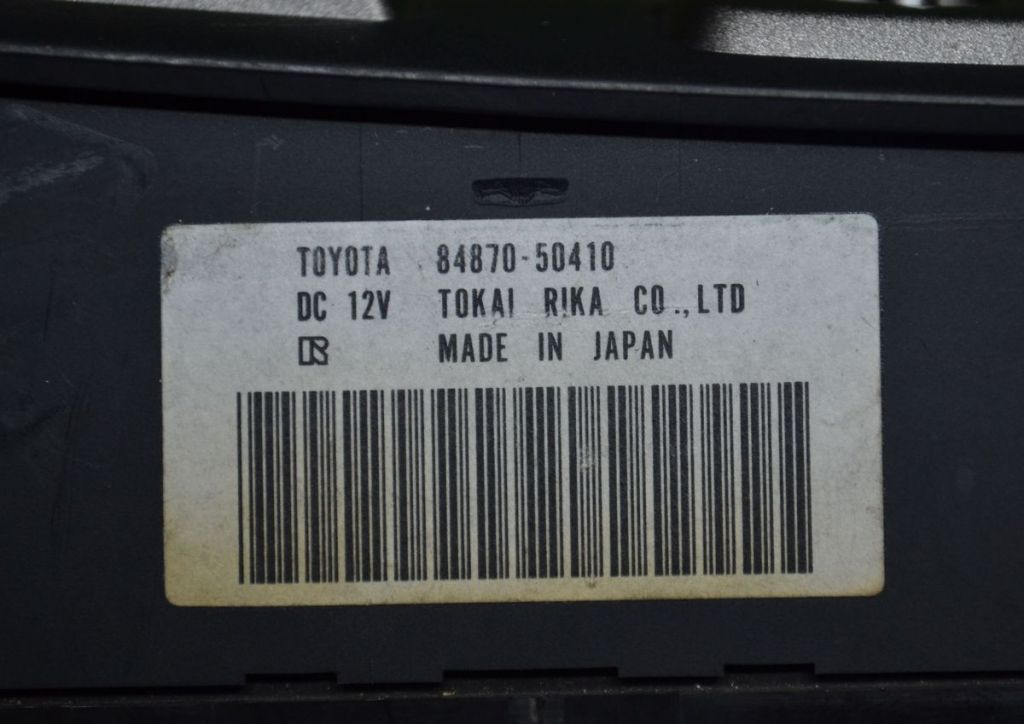 TOYOTA 84870-50410
DC 12V TOKAI RIKA CO.,LTD
MADE IN JAPAN